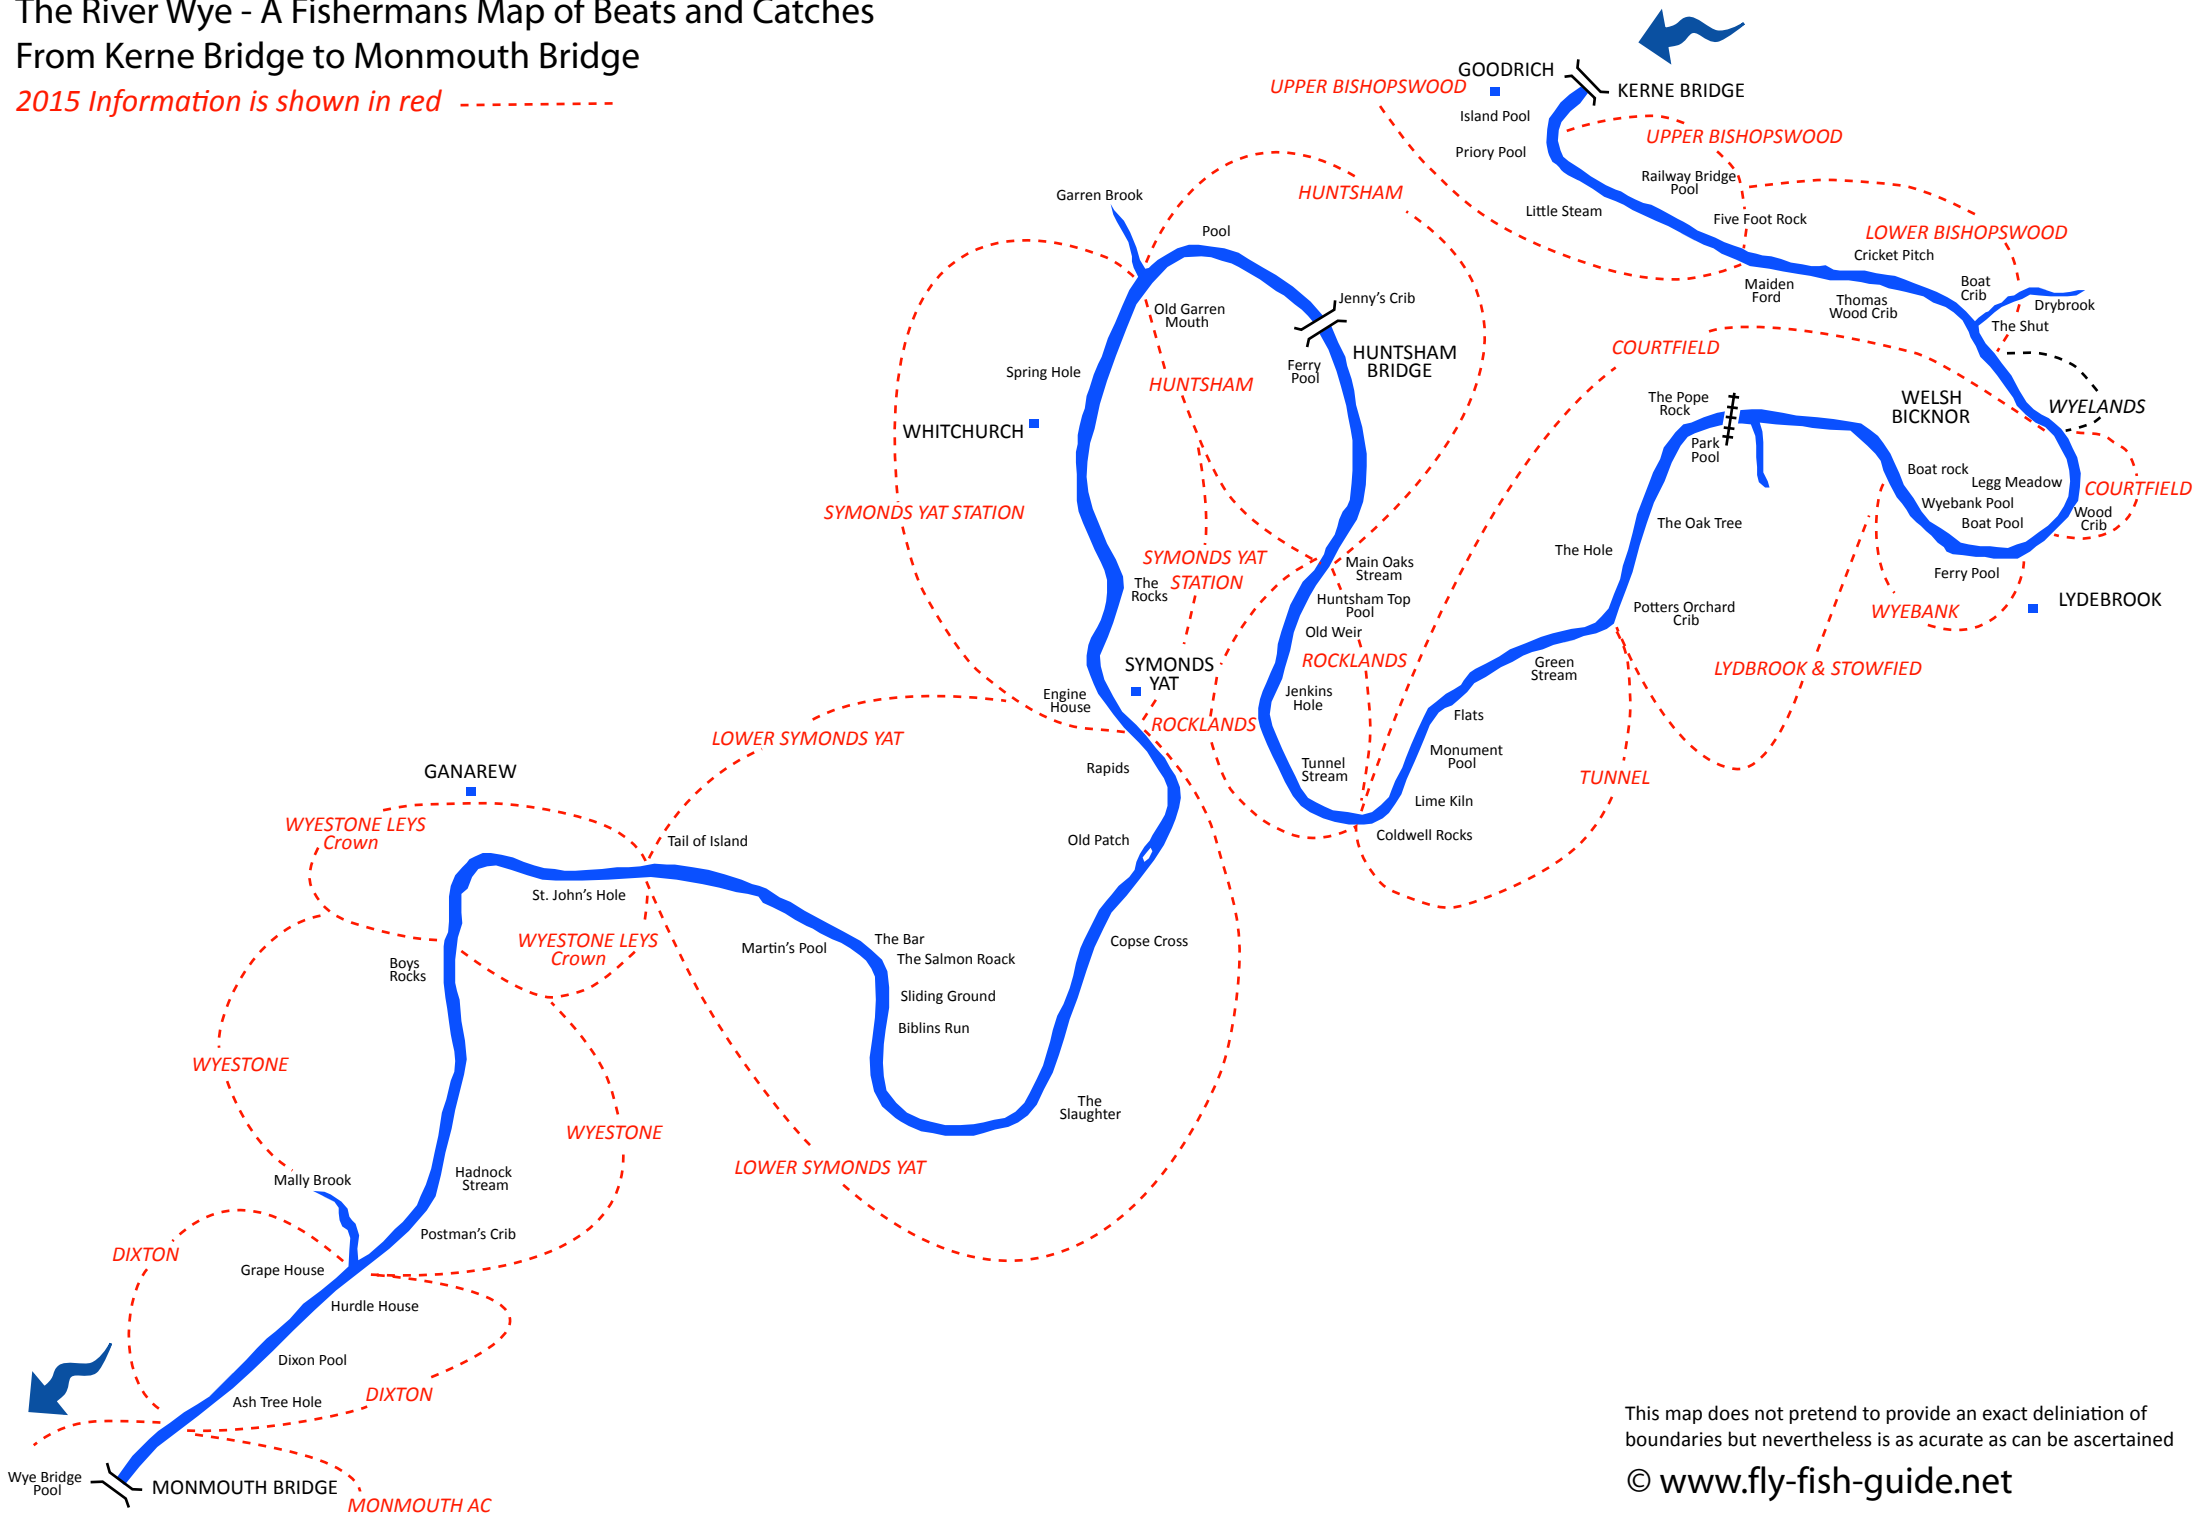 The River Wye - A Fishermans Map of Beats and Catches
From Kerne Bridge to Monmouth Bridge
2015 Information is shown in red
GOODRICH
KERNE BRIDGE
UPPER BISHOPSWOOD
Island Pool
UPPER BISHOPSWOOD
Priory Pool
Railway Bridge
Pool
Little Steam
Five Foot Rock
LOWER BISHOPSWOOD
Cricket Pitch
Maiden
Ford
Thomas
Wood Crib
Boat
Crib
Drybrook
The Shut
WYELANDS
COURTFIELD
WELSH
BICKNOR
COURTFIELD
Boat rock
Legg Meadow
Wyebank Pool
Boat Pool
Wood
Crib
Ferry Pool
LYDEBROOK
WYEBANK
LYDBROOK & STOWFIED
The Pope
Rock
Park
Pool
The Oak Tree
The Hole
Potters Orchard
Crib
Green
Stream
TUNNEL
Flats
Monument
Pool
Lime Kiln
Coldwell Rocks
Garren Brook
HUNTSHAM
Pool
Jenny's Crib
Old Garren
Mouth
HUNTSHAM
BRIDGE
Ferry
Pool
HUNTSHAM
Spring Hole
WHITCHURCH
SYMONDS YAT STATION
SYMONDS YAT
STATION
The
Rocks
Main Oaks
Stream
Huntsham Top
Pool
Old Weir
ROCKLANDS
Jenkins
Hole
ROCKLANDS
Tunnel
Stream
SYMONDS
YAT
Engine
House
LOWER SYMONDS YAT
Rapids
Old Patch
Copse Cross
The
Slaughter
LOWER SYMONDS YAT
Tail of Island
Martin's Pool
The Bar
The Salmon Roack
Sliding Ground
Biblins Run
GANAREW
WYESTONE LEYS
Crown
St. John's Hole
WYESTONE LEYS
Crown
Boys
Rocks
WYESTONE
WYESTONE
Mally Brook
Hadnock
Stream
Postman's Crib
DIXTON
Grape House
Hurdle House
Dixon Pool
Ash Tree Hole
DIXTON
Wye Bridge
Pool
MONMOUTH BRIDGE
MONMOUTH AC
This map does not pretend to provide an exact deliniation of
boundaries but nevertheless is as acurate as can be ascertained
© www.fly-fish-guide.net